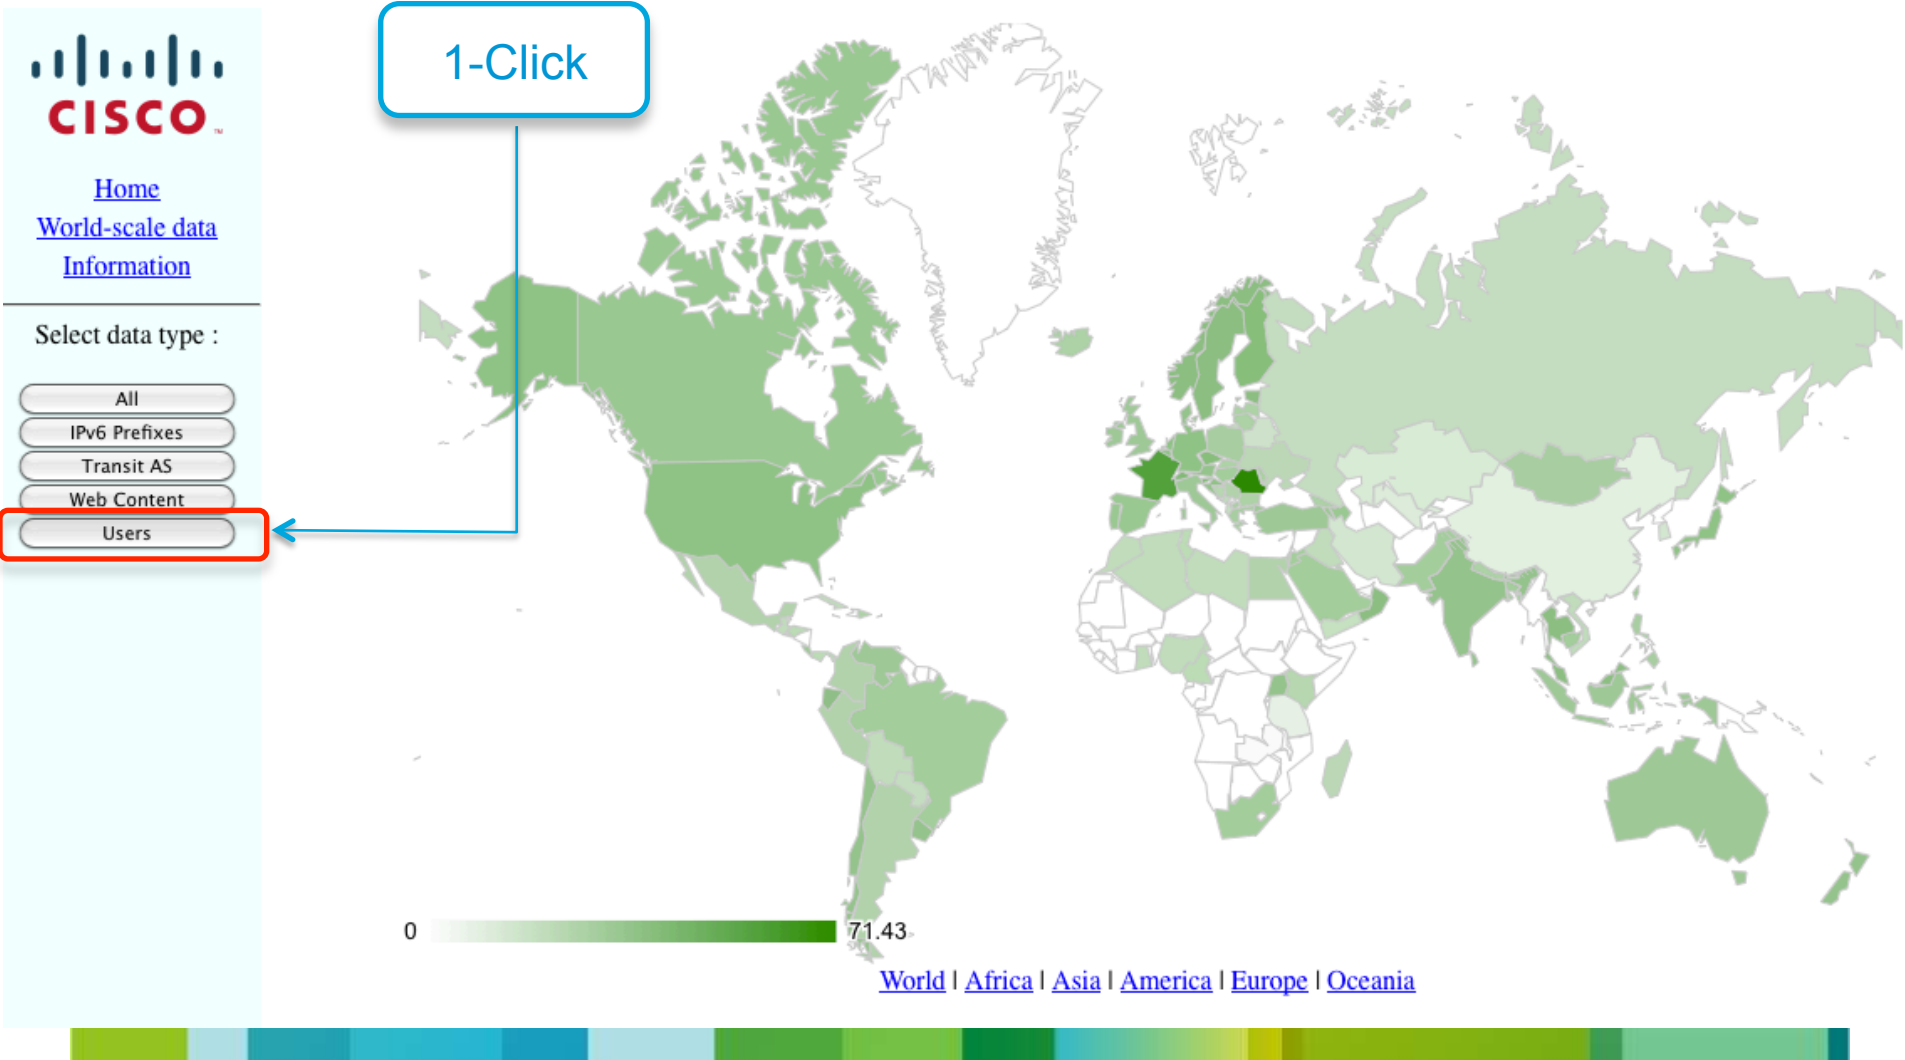 CISCO
TM
Home
World-scale data
Information
Select data type :
All
IPv6 Prefixes
Transit AS
Web Content
Users
1-Click
0
71.43
World | Africa | Asia | America | Europe | Oceania